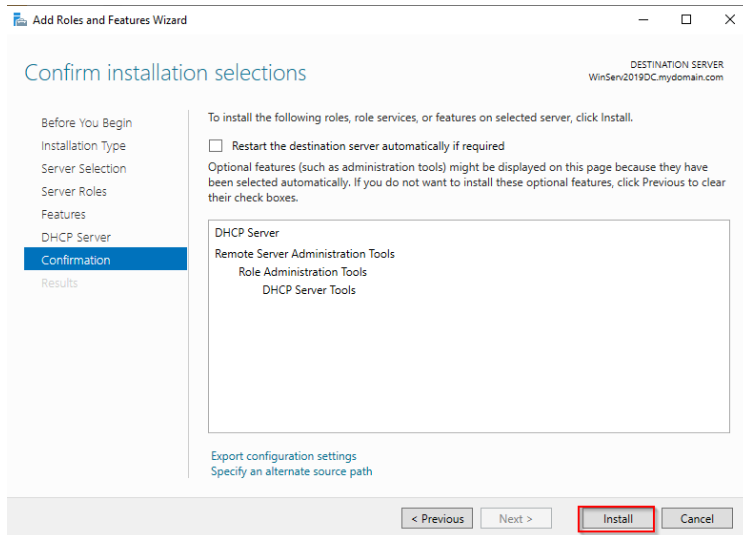 Add Roles and Features Wizard
Confirm installation selections
DESTINATION SERVER
WinServ2019DC.mydomain.com
Before You Begin
Installation Type
Server Selection
Server Roles
Features
DHCP Server
Confirmation
Results
To install the following roles, role services, or features on selected server, click Install.
Restart the destination server automatically if required
Optional features (such as administration tools) might be displayed on this page because they have
been selected automatically. If you do not want to install these optional features, click Previous to clear
their check boxes.
DHCP Server
Remote Server Administration Tools
Role Administration Tools
DHCP Server Tools
Export configuration settings
Specify an alternate source path
< Previous
Next >
Install
Cancel